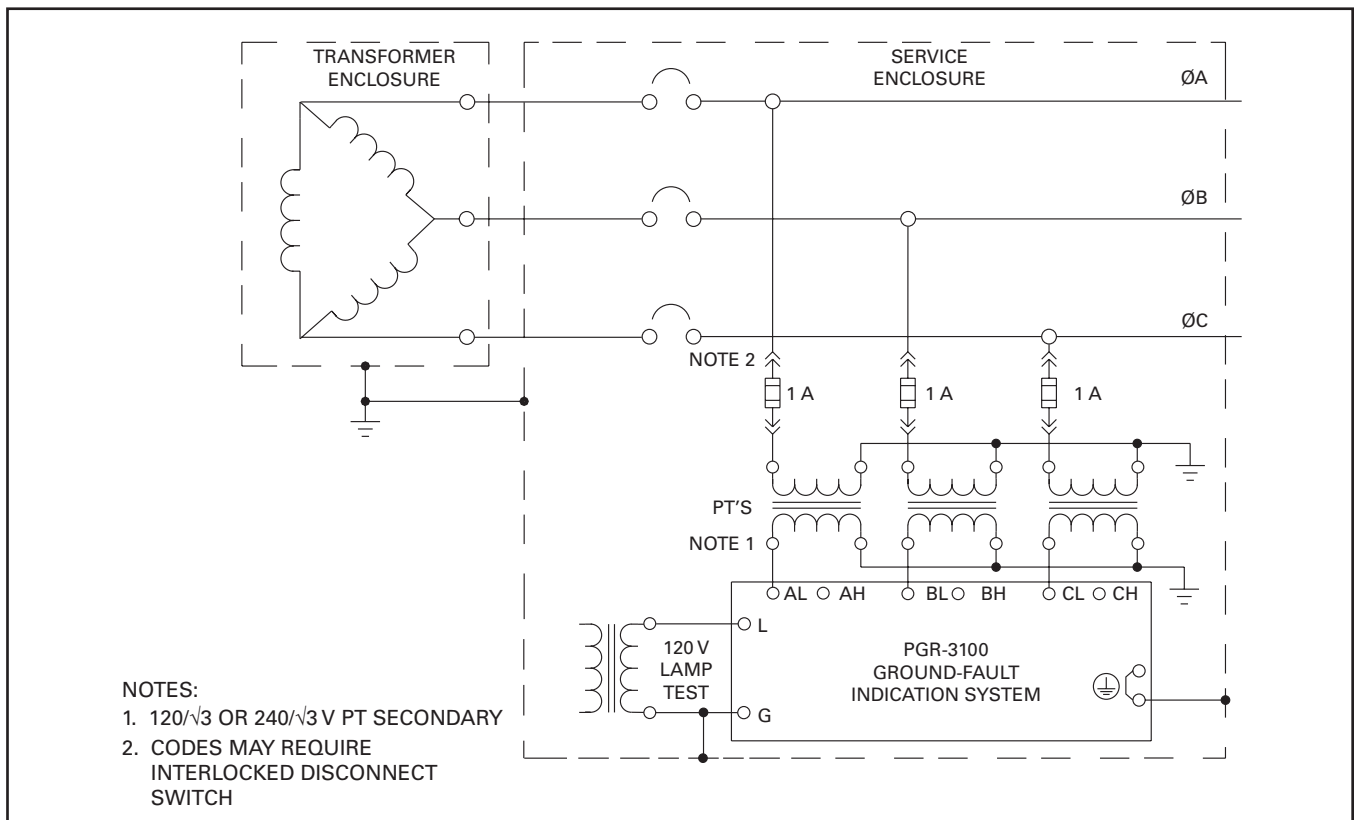 TRANSFORMER
ENCLOSURE
SERVICE
ENCLOSURE
ØA
ØB
ØC
NOTE 2
1 A
1 A
1 A
PT'S
NOTE 1
AL AH BL BH CL CH
L
120 V
LAMP
TEST
G
PGR-3100
GROUND-FAULT
INDICATION SYSTEM
NOTES:
1. 120/√3 OR 240/√3 V PT SECONDARY
2. CODES MAY REQUIRE
INTERLOCKED DISCONNECT
SWITCH